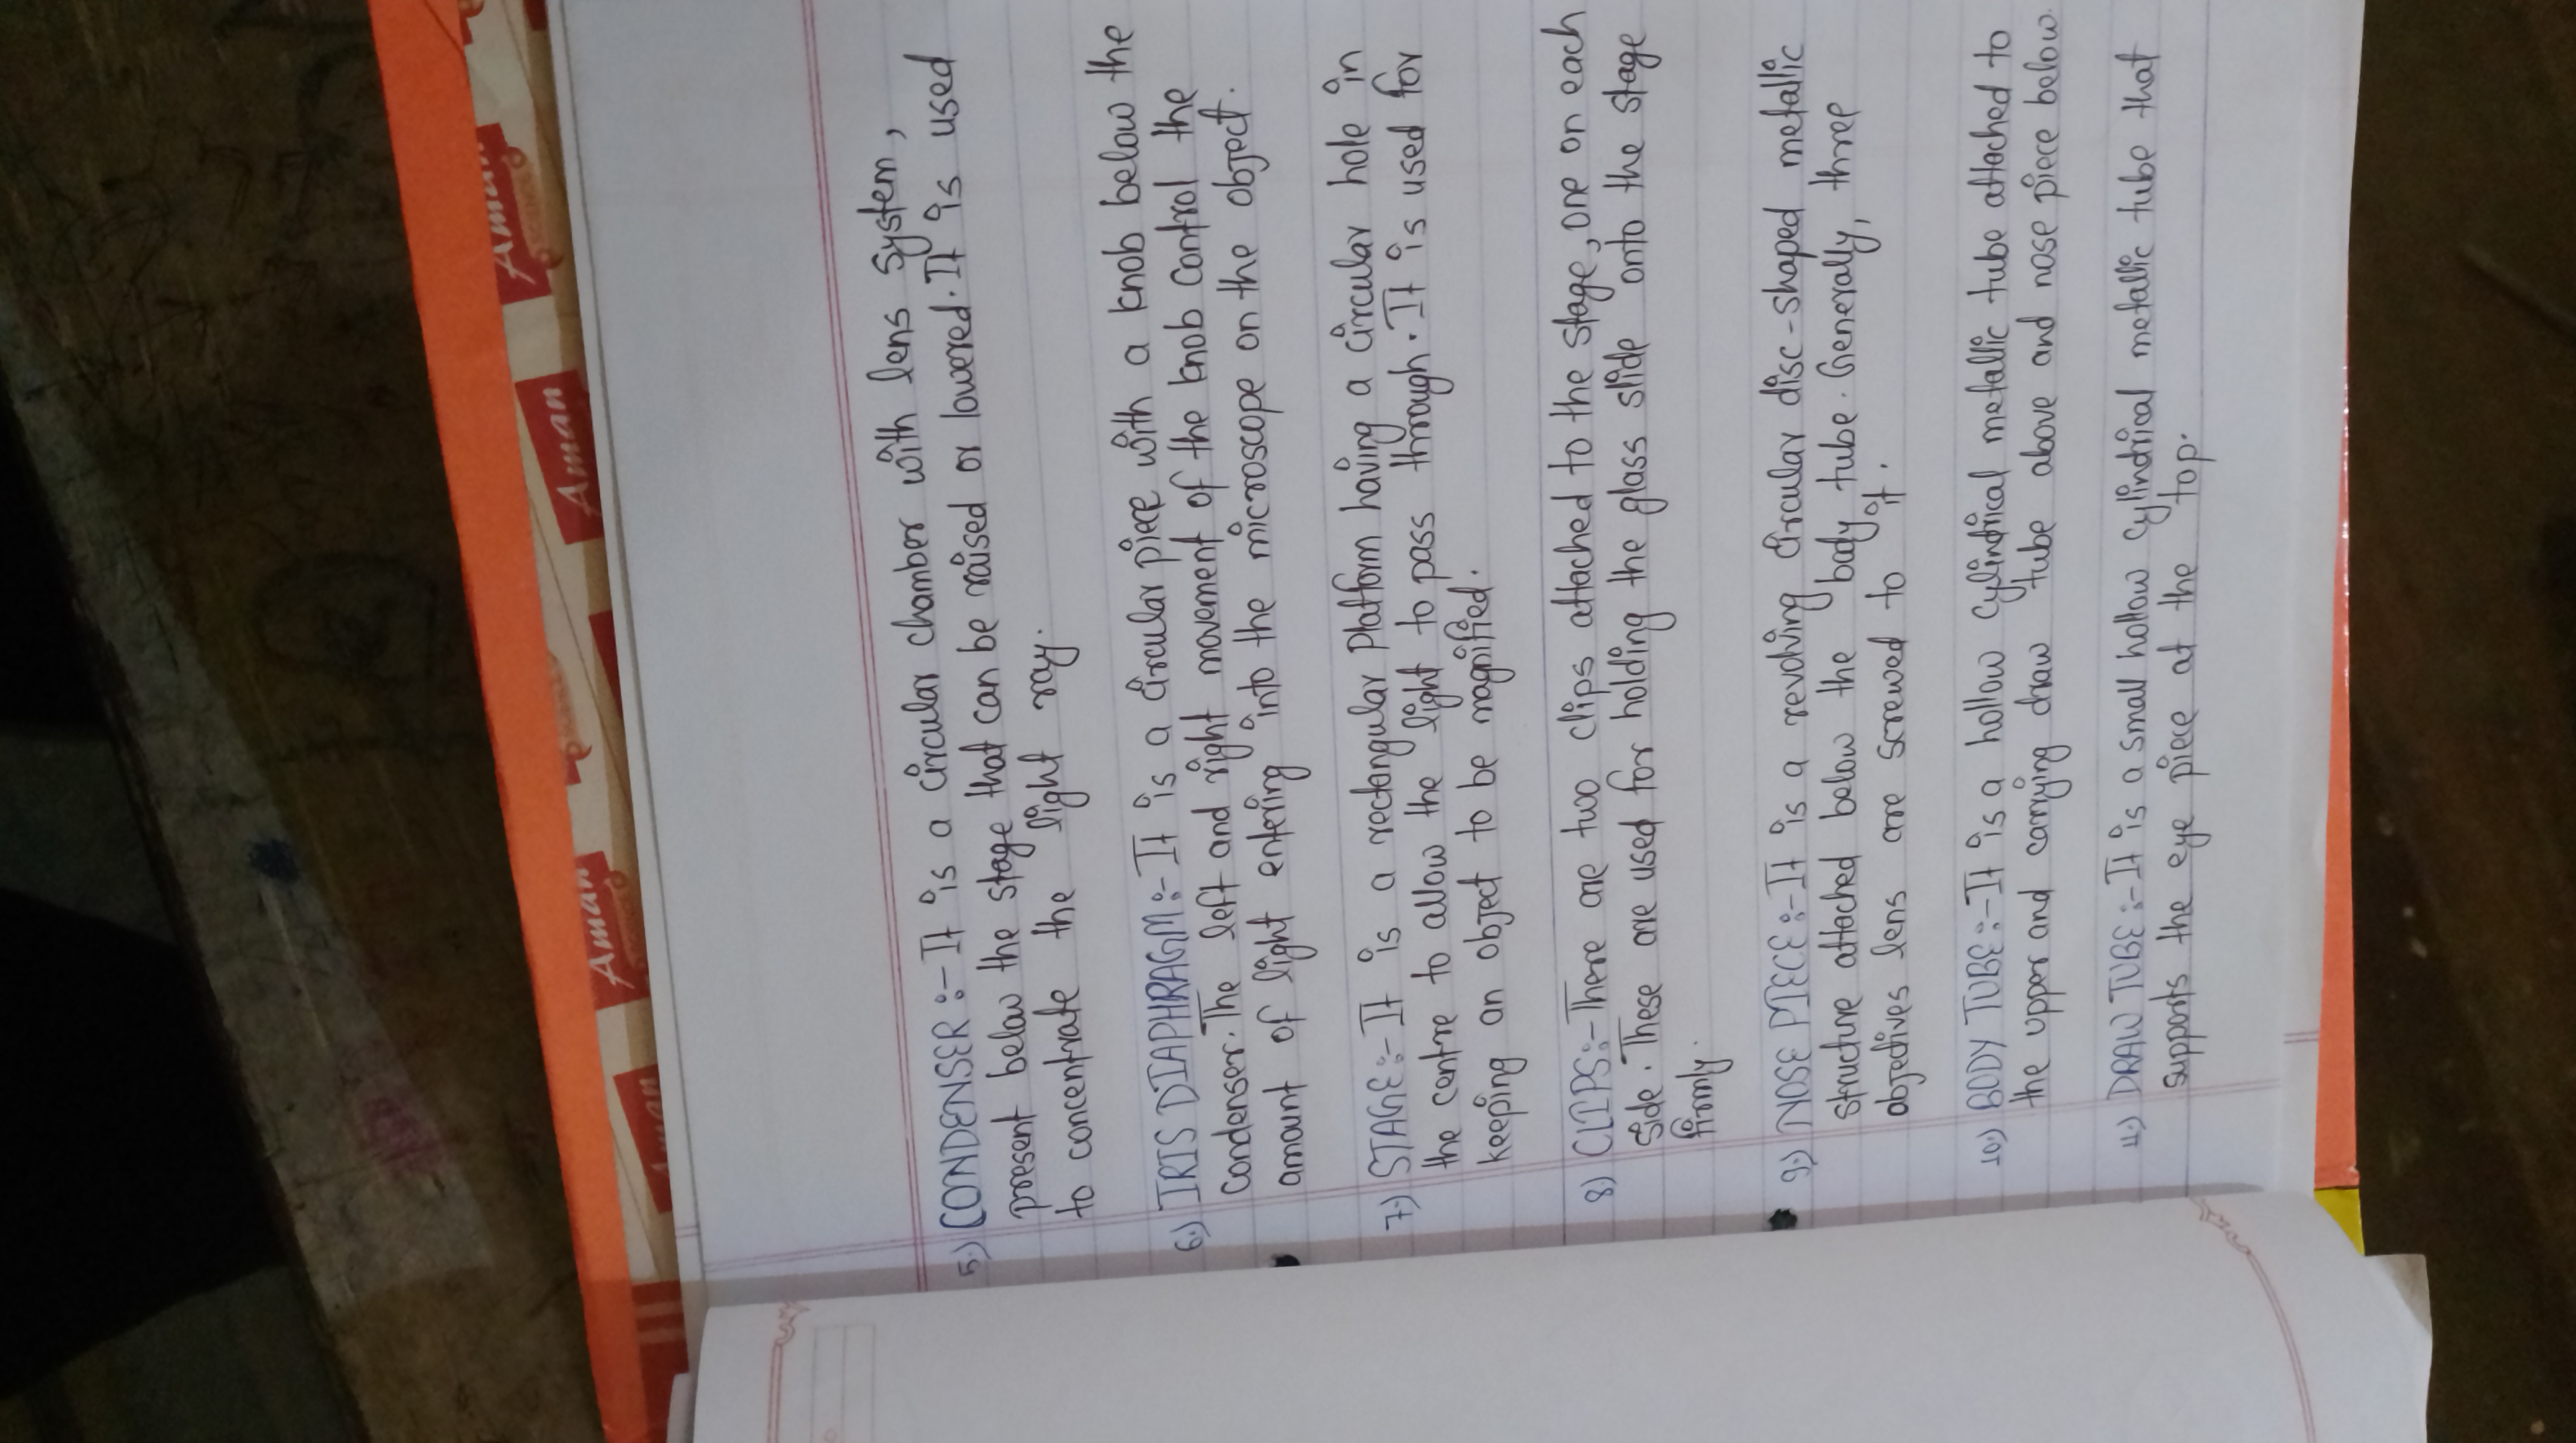 5.) CONDENSER :- It is a circular chamber with lens system,
present below the stage that can be raised or lowered. It is used
to concentrate the light ray.
6.) IRIS DIAPHRAGM :- It is a circular piece with a knob below the
condenser. The left and right movement of the knob control the
amount of light entering into the microscope on the object.
7.) STAGE :- It is a rectangular platform having a circular hole in
the centre to allow the light to pass through. It is used for
keeping an object to be magnified.
8) CLIPS :- There are two clips attached to the stage, one on each
side. These are used for holding the glass slide onto the stage
firmly.
9.) NOSE PIECE :- It is a revolving circular disc-shaped metallic
structure attached below the body tube. Generally, three
objectives lens are screwed to it.
10.) BODY TUBE :- It is a hollow cylindrical metallic tube attached to
the upper and carrying draw tube above and nose piece below.
11.) DRAW TUBE :- It is a small hollow cylindrical metallic tube that
supports the eye piece at the top.
Aman
Aman
Aman
Aman